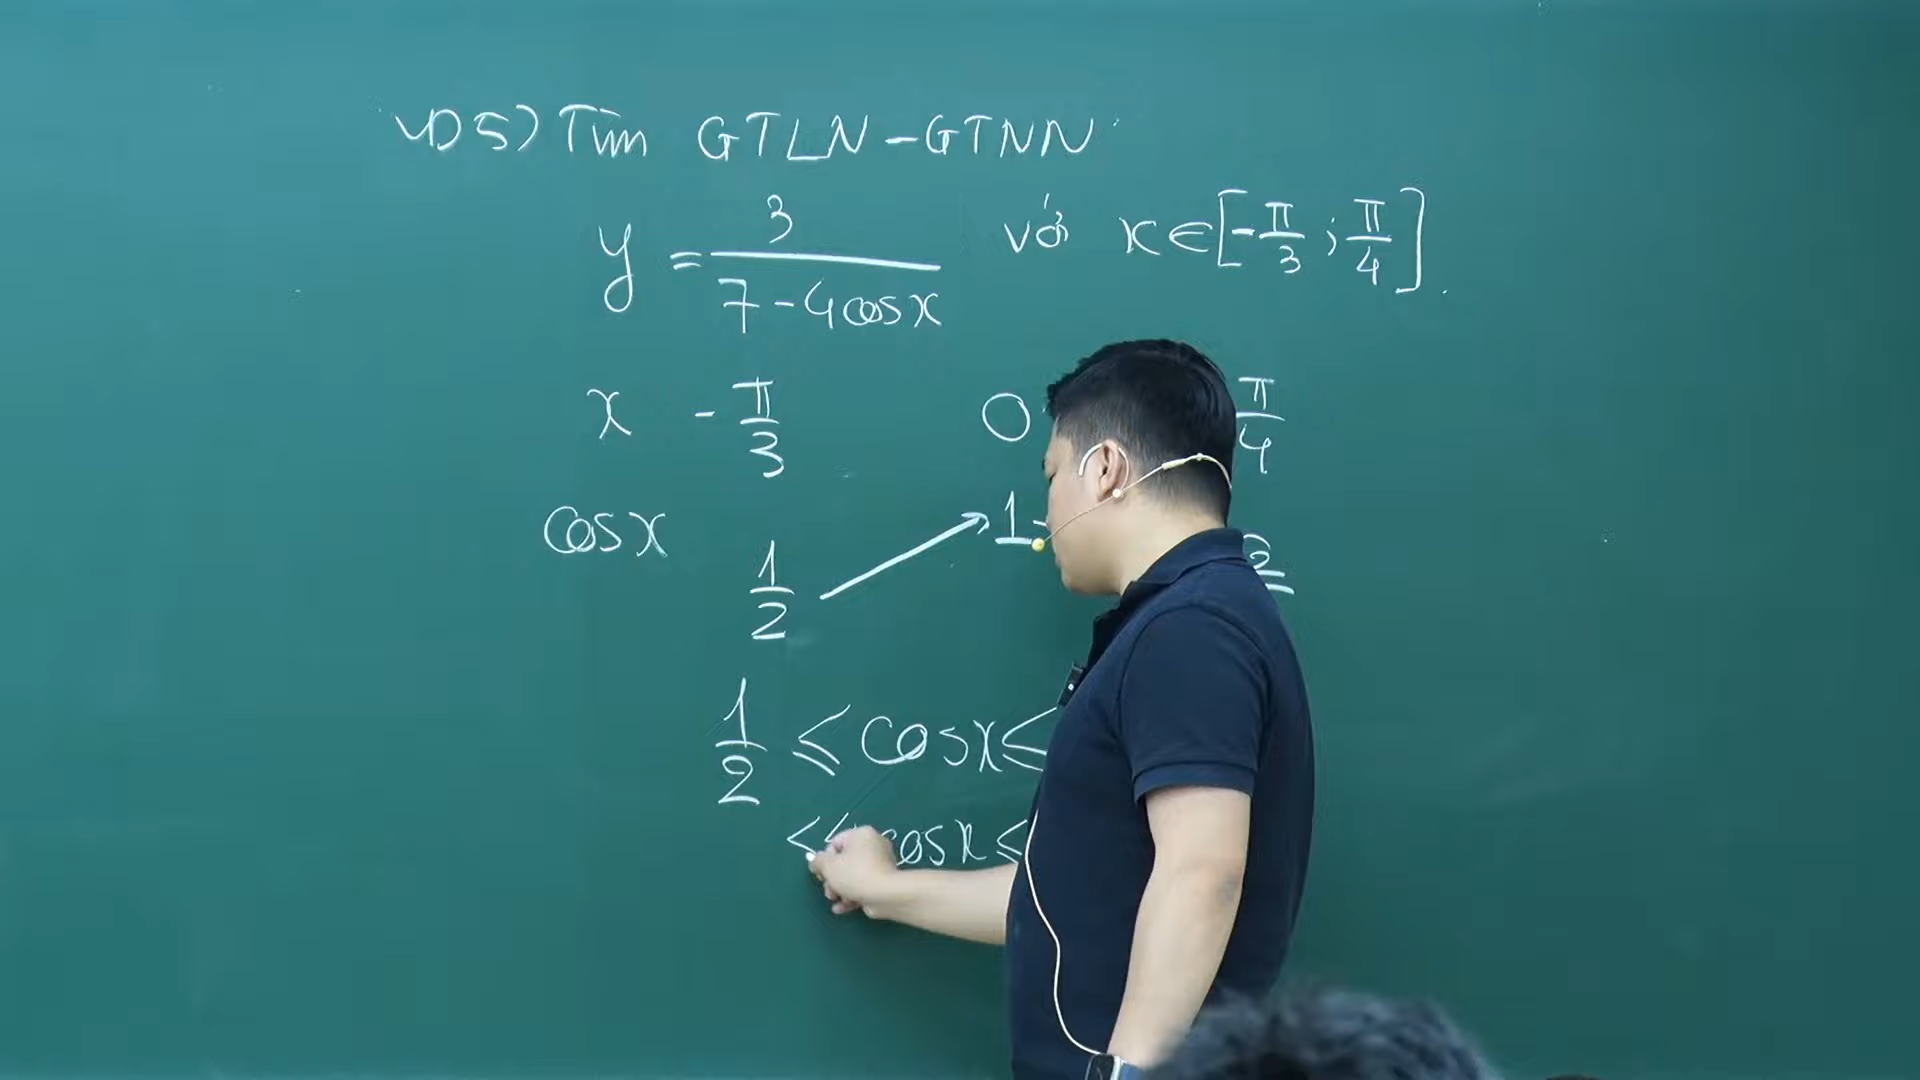 VD5) Tìm GTLN - GTNN
y = 3/(7 - 4cosx) với x ∈ [-π/3 ; π/4].
x -π/3 0 π/4
cosx 1/2 1
1/2 ≤ cosx ≤
cosx ≤